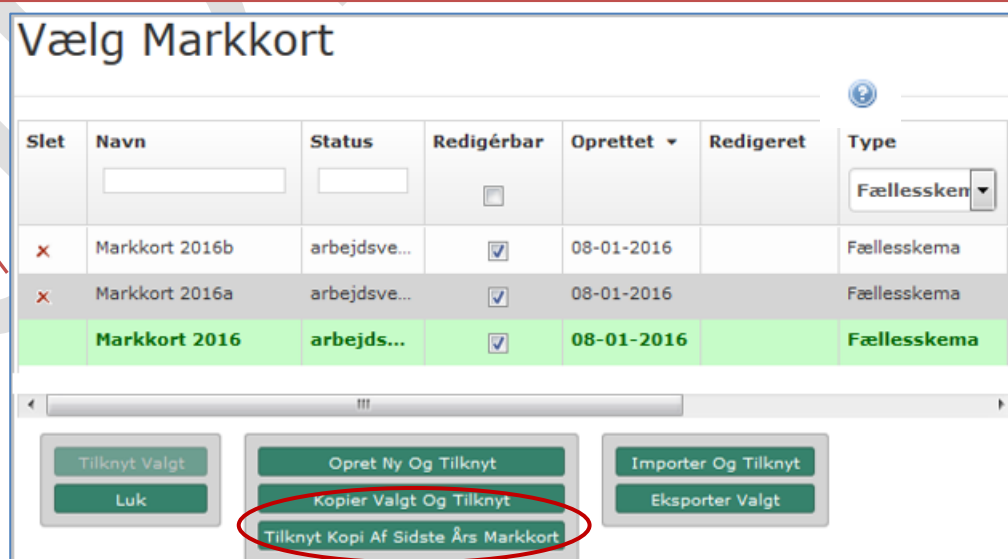 Vælg Markkort
Slet Navn Status Redigérbar Oprettet Redigeret Type
Fællesskem
Markkort 2016b arbejdsve... 08-01-2016 Fællesskema
Markkort 2016a arbejdsve... 08-01-2016 Fællesskema
Markkort 2016 arbejds... 08-01-2016 Fællesskema
Tilknyt Valgt Opret Ny Og Tilknyt Importer Og Tilknyt
Luk Kopier Valgt Og Tilknyt Eksporter Valgt
Tilknyt Kopi Af Sidste Års Markkort